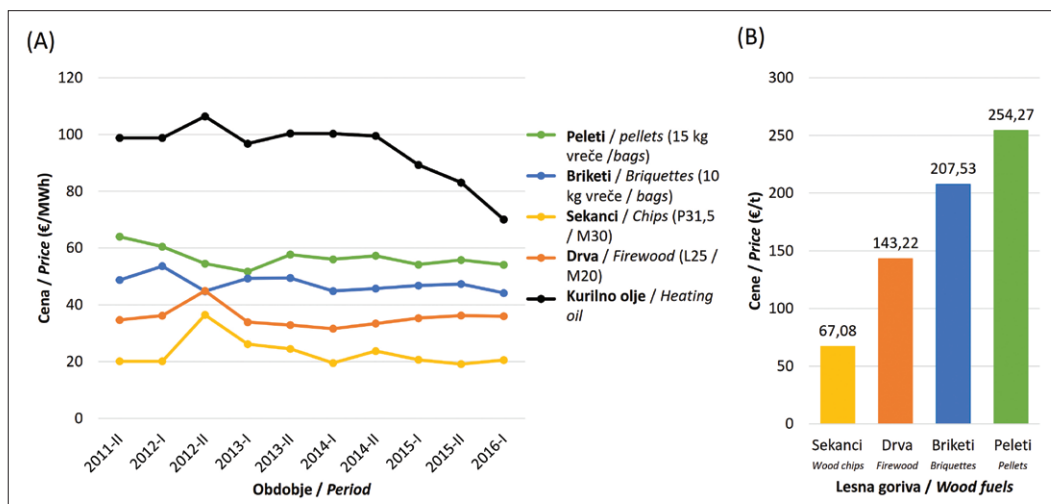 (A)
120
100
80
60
40
20
0
Cena / Price (€/MWh)
2011-II
2012-I
2012-II
2013-I
2013-II
2014-I
2014-II
2015-I
2015-II
2016-I
Obdobje / Period
Peleti / pellets (15 kg
vreče /bags)
Briketi / Briquettes (10
kg vreče / bags)
Sekanci / Chips (P31,5
/ M30)
Drva / Firewood (L25 /
M20)
Kurilno olje / Heating
oil
(B)
300
250
200
150
100
50
0
Cene / Price (€/t)
67,08
143,22
207,53
254,27
Sekanci
Wood chips
Drva
Firewood
Briketi
Briquettes
Peleti
Pellets
Lesna goriva / Wood fuels